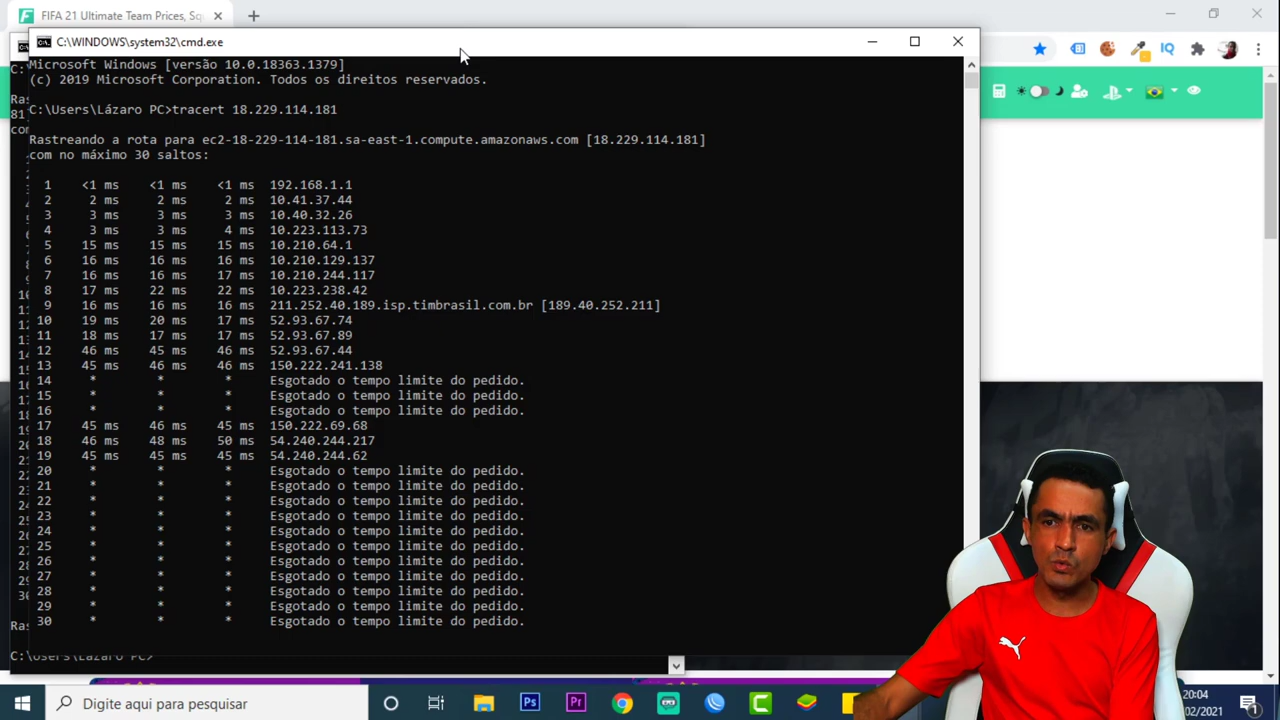 FIFA 21 Ultimate Team Prices, Squ
C:\WINDOWS\system32\cmd.exe
IQ
Microsoft Windows [versão 10.0.18363.1379]
(c) 2019 Microsoft Corporation. Todos os direitos reservados.
C:\Users\Lázaro PC>tracert 18.229.114.181
Rastreando a rota para ec2-18-229-114-181.sa-east-1.compute.amazonaws.com [18.229.114.181]
com no máximo 30 saltos:
1 <1 ms <1 ms <1 ms 192.168.1.1
2 2 ms 2 ms 2 ms 10.41.37.44
3 3 ms 3 ms 3 ms 10.40.32.26
4 3 ms 3 ms 4 ms 10.223.113.73
5 15 ms 15 ms 15 ms 10.210.64.1
6 16 ms 16 ms 16 ms 10.210.129.137
7 16 ms 16 ms 17 ms 10.210.244.117
8 17 ms 22 ms 22 ms 10.223.238.42
9 16 ms 16 ms 16 ms 211.252.40.189.isp.timbrasil.com.br [189.40.252.211]
10 19 ms 20 ms 17 ms 52.93.67.74
11 18 ms 17 ms 17 ms 52.93.67.89
12 46 ms 45 ms 46 ms 52.93.67.44
13 45 ms 46 ms 46 ms 150.222.241.138
14 * * * Esgotado o tempo limite do pedido.
15 * * * Esgotado o tempo limite do pedido.
16 * * * Esgotado o tempo limite do pedido.
17 45 ms 46 ms 45 ms 150.222.69.68
18 46 ms 48 ms 50 ms 54.240.244.217
19 45 ms 45 ms 45 ms 54.240.244.62
20 * * * Esgotado o tempo limite do pedido.
21 * * * Esgotado o tempo limite do pedido.
22 * * * Esgotado o tempo limite do pedido.
23 * * * Esgotado o tempo limite do pedido.
24 * * * Esgotado o tempo limite do pedido.
25 * * * Esgotado o tempo limite do pedido.
26 * * * Esgotado o tempo limite do pedido.
27 * * * Esgotado o tempo limite do pedido.
28 * * * Esgotado o tempo limite do pedido.
29 * * * Esgotado o tempo limite do pedido.
30 * * * Esgotado o tempo limite do pedido.
C:\Users\Lázaro PC>
Digite aqui para pesquisar
Ps
Pr
20:04
02/2021